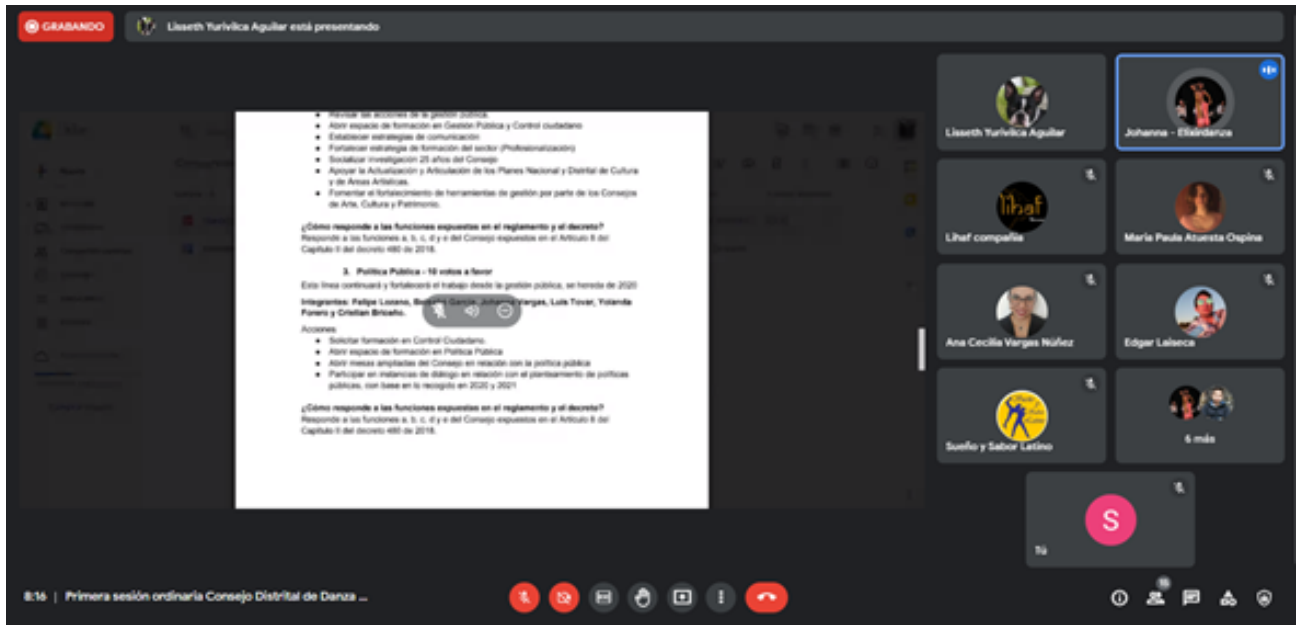 GRABANDO
Lisseth Yurivilca Aguilar está presentando
Revisar las acciones de la gestión pública.
Abrir espacio de formación en Gestión Pública y Control ciudadano
Establecer estrategias de comunicación
Fortalecer estrategia de formación del sector (Profesionalización)
Socializar investigación 25 años del Consejo
Apoyar la Actualización y Articulación de los Planes Nacional y Distrital de Cultura
y de Áreas Artísticas.
Fomentar el fortalecimiento de herramientas de gestión por parte de los Consejos
de Arte, Cultura y Patrimonio.
¿Cómo responde a las funciones expuestas en el reglamento y el decreto?
Responde a las funciones a, b, c, d y e del Consejo expuestas en el Artículo 8 del
Capítulo II del decreto 480 de 2018.
3. Política Pública - 10 votos a favor
Esta línea continuará y fortalecerá el trabajo desde la gestión pública, se hereda de 2020
Integrantes: Felipe Lozano, García, Johanna Vargas, Luis Tovar, Yolanda
Forero y Cristian Briceño.
Acciones
Solicitar formación en Control Ciudadano.
Abrir espacio de formación en Política Pública
Abrir mesas ampliadas del Consejo en relación con la política pública
Participar en instancias de diálogo en relación con el planteamiento de políticas
públicas, con base en lo recogido en 2020 y 2021
¿Cómo responde a las funciones expuestas en el reglamento y el decreto?
Responde a las funciones a, b, c, d y e del Consejo expuestas en el Artículo 8 del
Capítulo II del decreto 480 de 2018.
Lisseth Yurivilca Aguilar
Johanna - Elixirdanza
lihaf
Lihaf compañía
Maria Paula Atuesta Ospina
Ana Cecilia Vargas Núñez
Edgar Laiseca
Sueño y Sabor Latino
6 más
S
Tú
8:16 | Primera sesión ordinaria Consejo Distrital de Danza ...
16